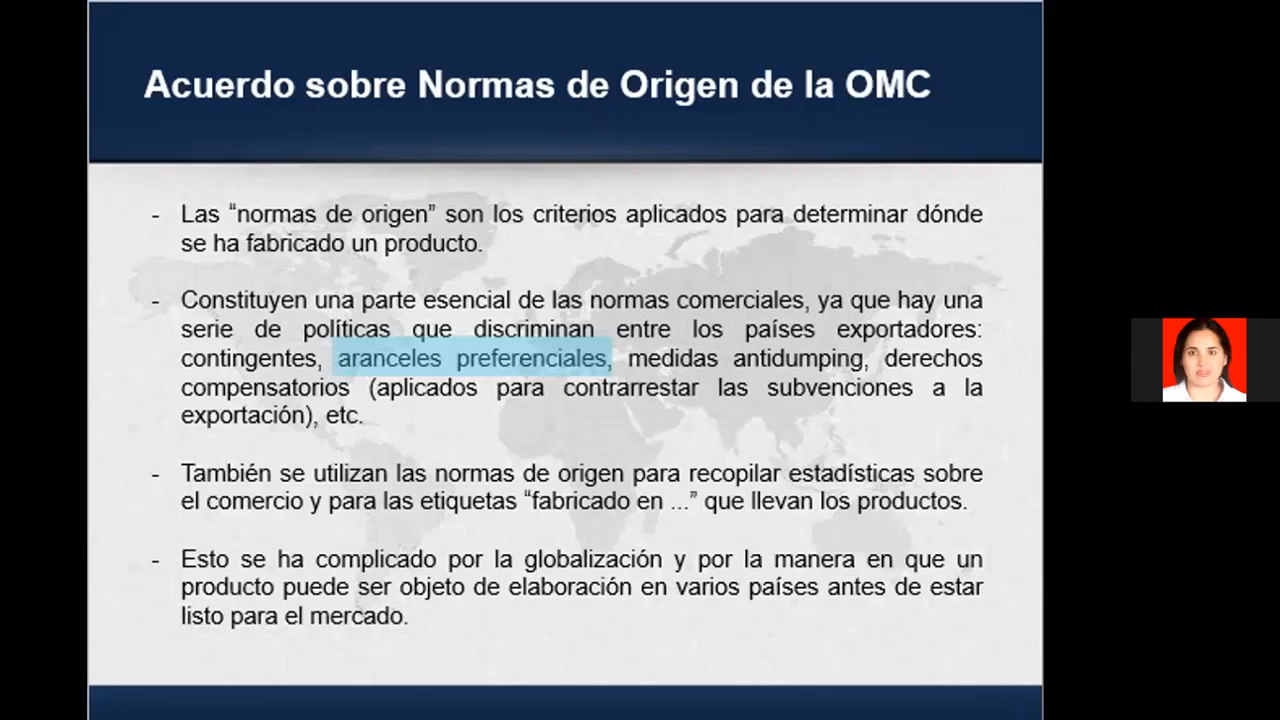 Acuerdo sobre Normas de Origen de la OMC
- Las “normas de origen” son los criterios aplicados para determinar dónde
se ha fabricado un producto.
- Constituyen una parte esencial de las normas comerciales, ya que hay una
serie de políticas que discriminan entre los países exportadores:
contingentes, aranceles preferenciales, medidas antidumping, derechos
compensatorios (aplicados para contrarrestar las subvenciones a la
exportación), etc.
- También se utilizan las normas de origen para recopilar estadísticas sobre
el comercio y para las etiquetas “fabricado en ...” que llevan los productos.
- Esto se ha complicado por la globalización y por la manera en que un
producto puede ser objeto de elaboración en varios países antes de estar
listo para el mercado.